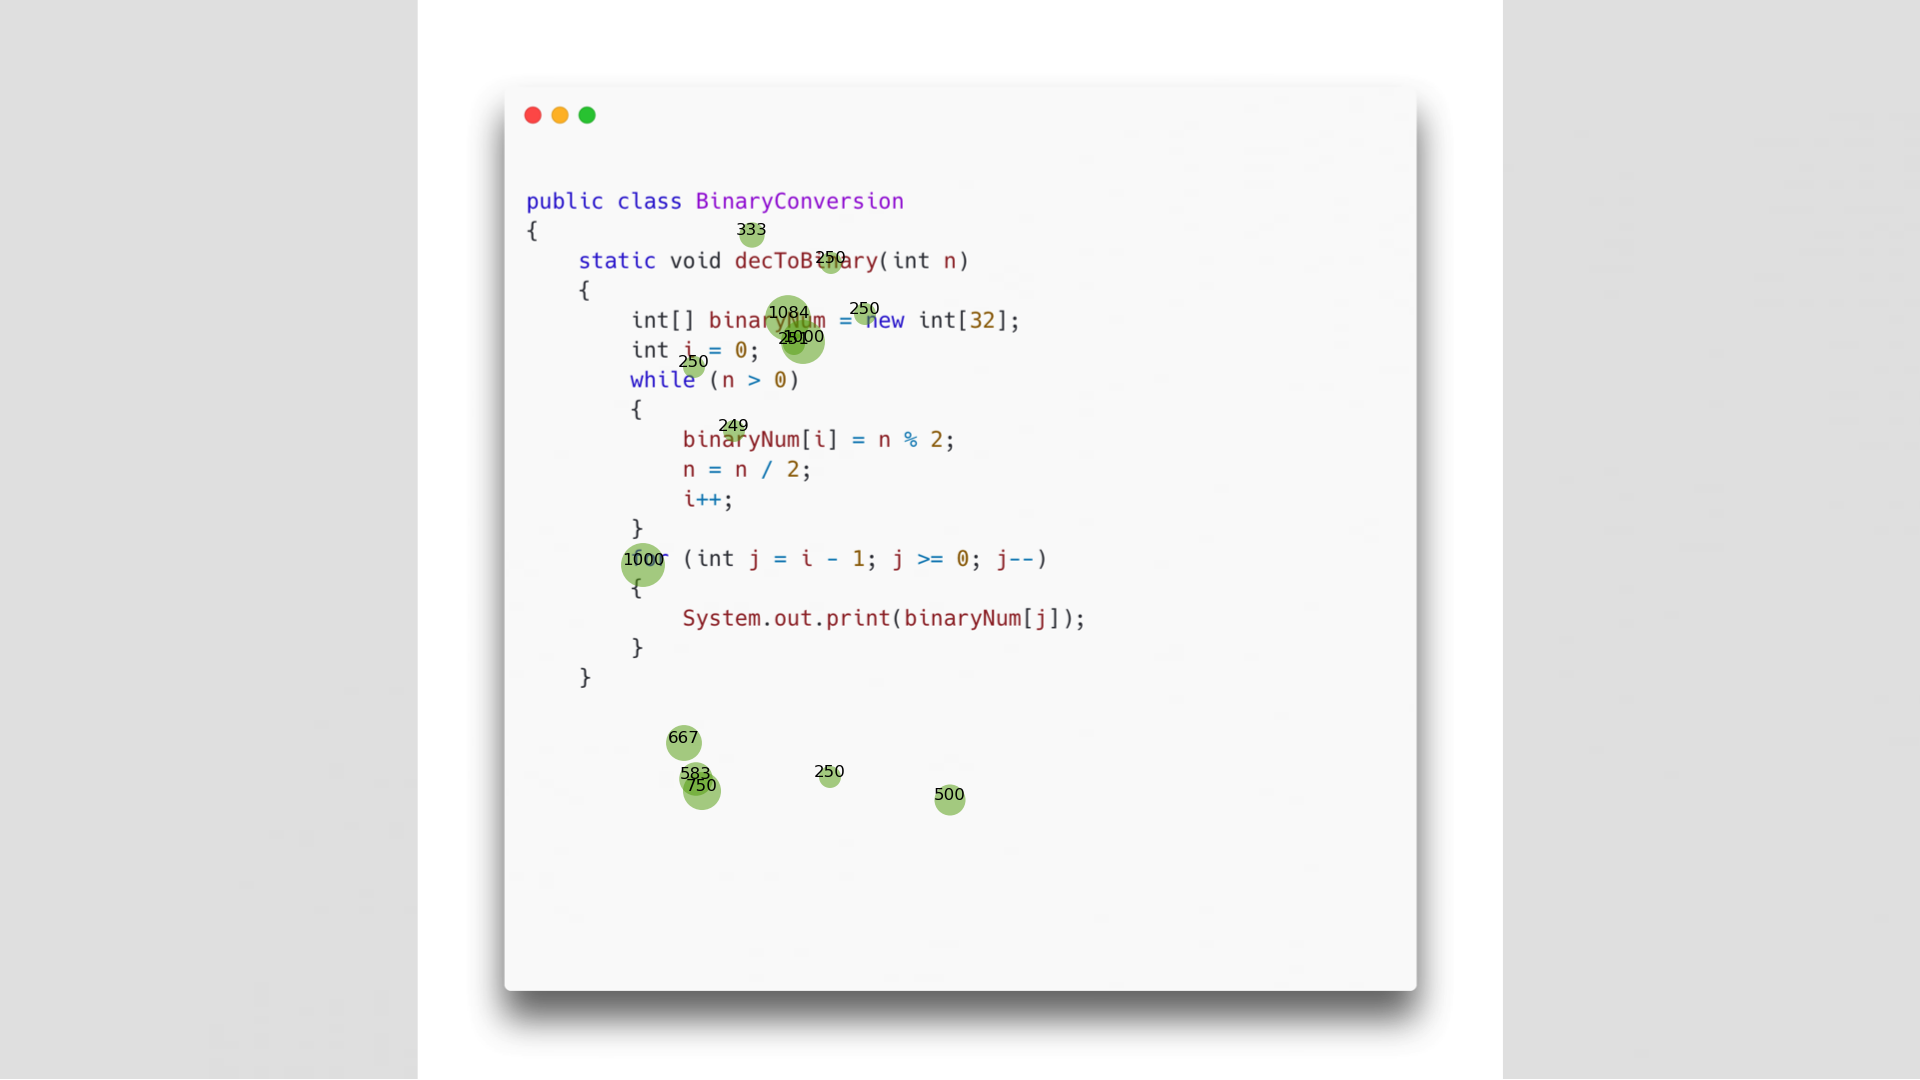 public class BinaryConversion
{
333
static void decToBinary(int n)
250
{
int[] binaryNum = new int[32];
1084
250
int i = 0;
1000
251
250
while (n > 0)
{
249
binaryNum[i] = n % 2;
n = n / 2;
i++;
}
for (int j = i - 1; j >= 0; j--)
1000
{
System.out.print(binaryNum[j]);
}
}
667
583
250
750
500